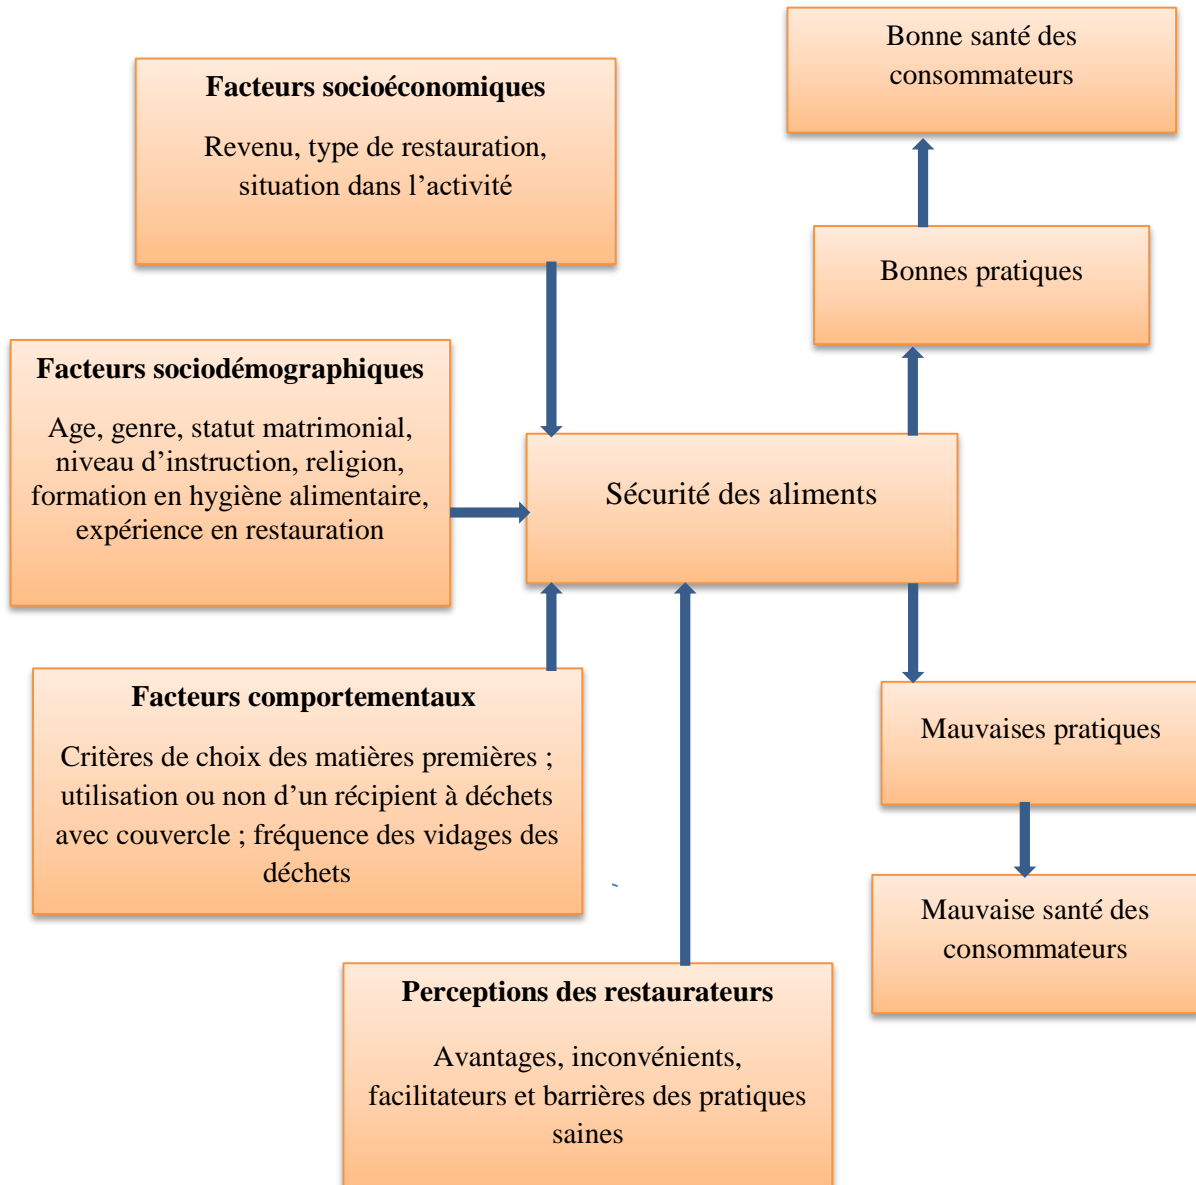 Bonne santé des
consommateurs
Facteurs socioéconomiques
Revenu, type de restauration,
situation dans l’activité
Bonnes pratiques
Facteurs sociodémographiques
Age, genre, statut matrimonial,
niveau d’instruction, religion,
formation en hygiène alimentaire,
expérience en restauration
Sécurité des aliments
Facteurs comportementaux
Critères de choix des matières premières ;
utilisation ou non d’un récipient à déchets
avec couvercle ; fréquence des vidages des
déchets
Mauvaises pratiques
Mauvaise santé des
consommateurs
Perceptions des restaurateurs
Avantages, inconvénients,
facilitateurs et barrières des pratiques
saines